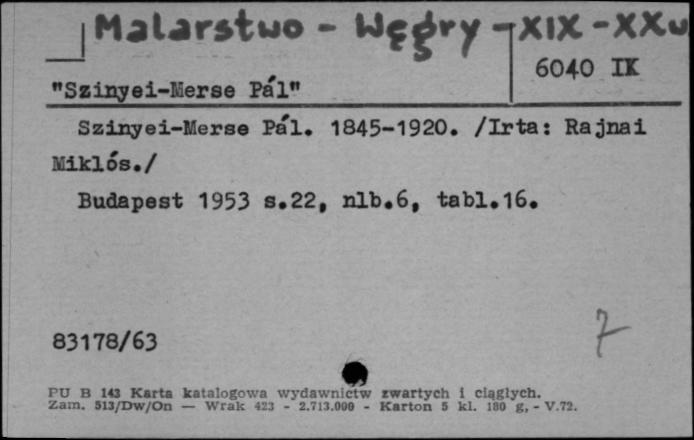 Malarstwo - Węgry - XIX - XXw
6040 IK
"Szinyei-Merse Pál"
Szinyei-Merse Pál. 1845-1920. /Irta: Rajnai
Miklós./
Budapest 1953 s.22, nlb.6, tabl.16.
83178/63
7
PU B 143 Karta katalogowa wydawnictw zwartych i ciągłych.
Zam. 513/Dw/On — Wrak 423 - 2.713.000 - Karton 5 kl. 180 g, - V.72.